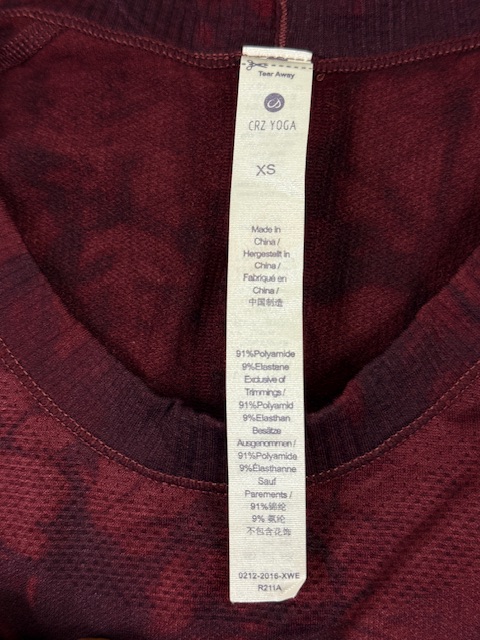 Tear Away
CRZ YOGA
XS
Made in
China /
Hergestellt in
China /
Fabriqué en
China /
中国制造
91%Polyamide
9%Elastane
Exclusive of
Trimmings /
91%Polyamid
9%Elasthan
Besätze
Ausgenommen /
91%Polyamide
9%Élasthanne
Sauf
Parements /
91%锦纶
9% 氨纶
不包含花饰
0212-2016-XWE
R211A